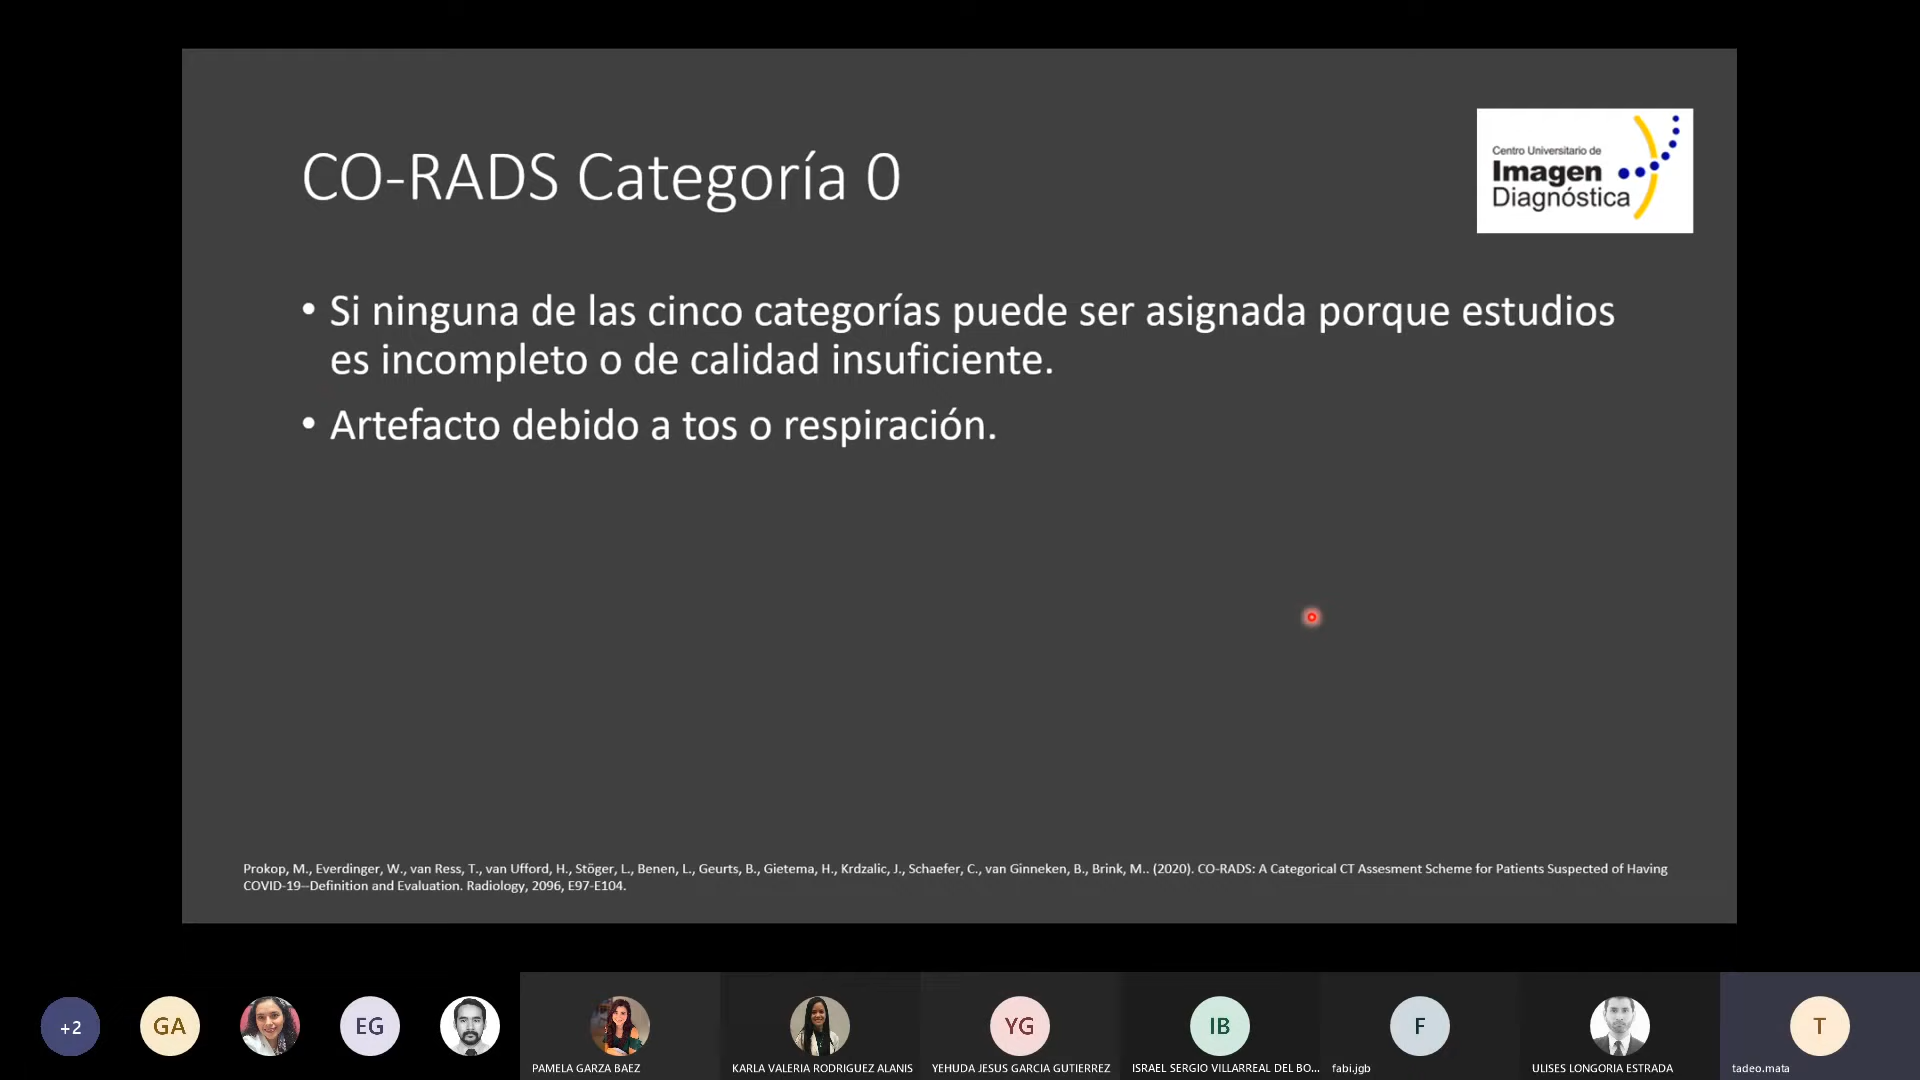 CO-RADS Categoría 0
Centro Universitario de
Imagen
Diagnóstica
• Si ninguna de las cinco categorías puede ser asignada porque estudios
es incompleto o de calidad insuficiente.
• Artefacto debido a tos o respiración.
Prokop, M., Everdinger, W., van Ress, T., van Ufford, H., Stöger, L., Benen, L., Geurts, B., Gietema, H., Krdzalic, J., Schaefer, C., van Ginneken, B., Brink, M.. (2020). CO-RADS: A Categorical CT Assesment Scheme for Patients Suspected of Having
COVID-19--Definition and Evaluation. Radiology, 2096, E97-E104.
+2
GA
EG
YG
IB
F
T
PAMELA GARZA BAEZ
KARLA VALERIA RODRIGUEZ ALANIS
YEHUDA JESUS GARCIA GUTIERREZ
ISRAEL SERGIO VILLARREAL DEL BO...
fabi.jgb
ULISES LONGORIA ESTRADA
tadeo.mata